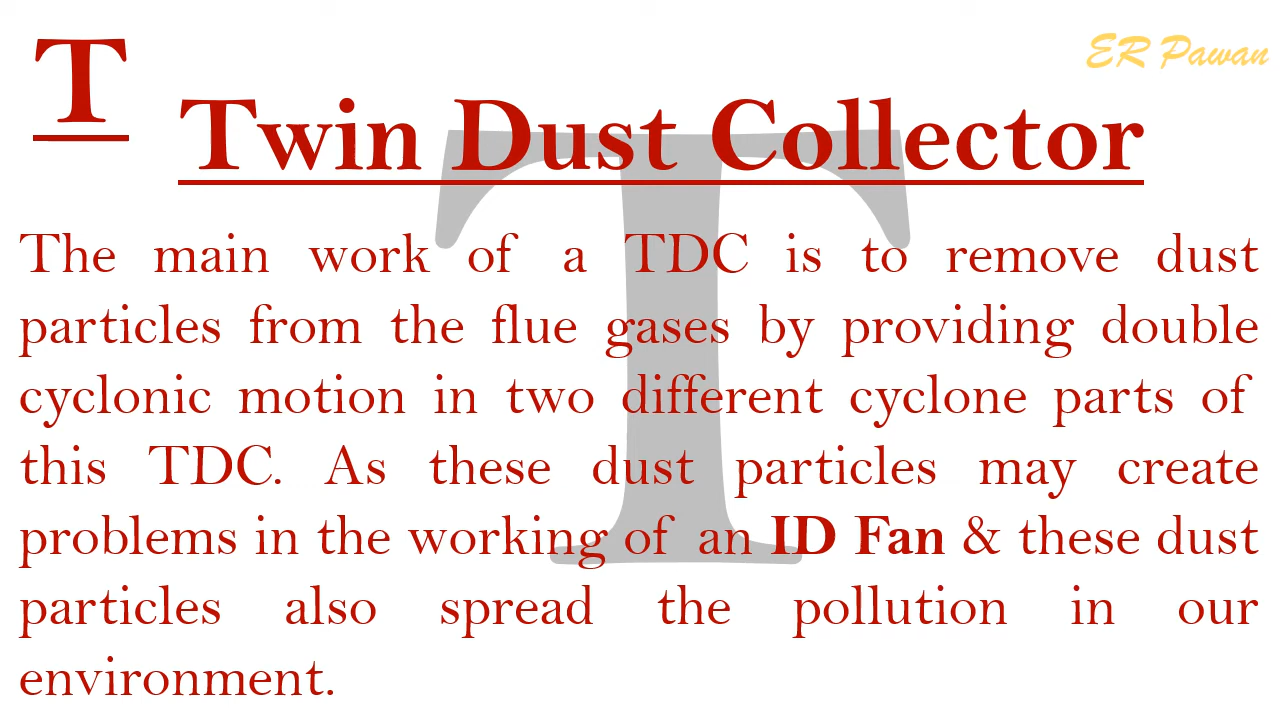 T
ER Pawan
Twin Dust Collector
T
The main work of a TDC is to remove dust
particles from the flue gases by providing double
cyclonic motion in two different cyclone parts of
this TDC. As these dust particles may create
problems in the working of an ID Fan & these dust
particles also spread the pollution in our
environment.